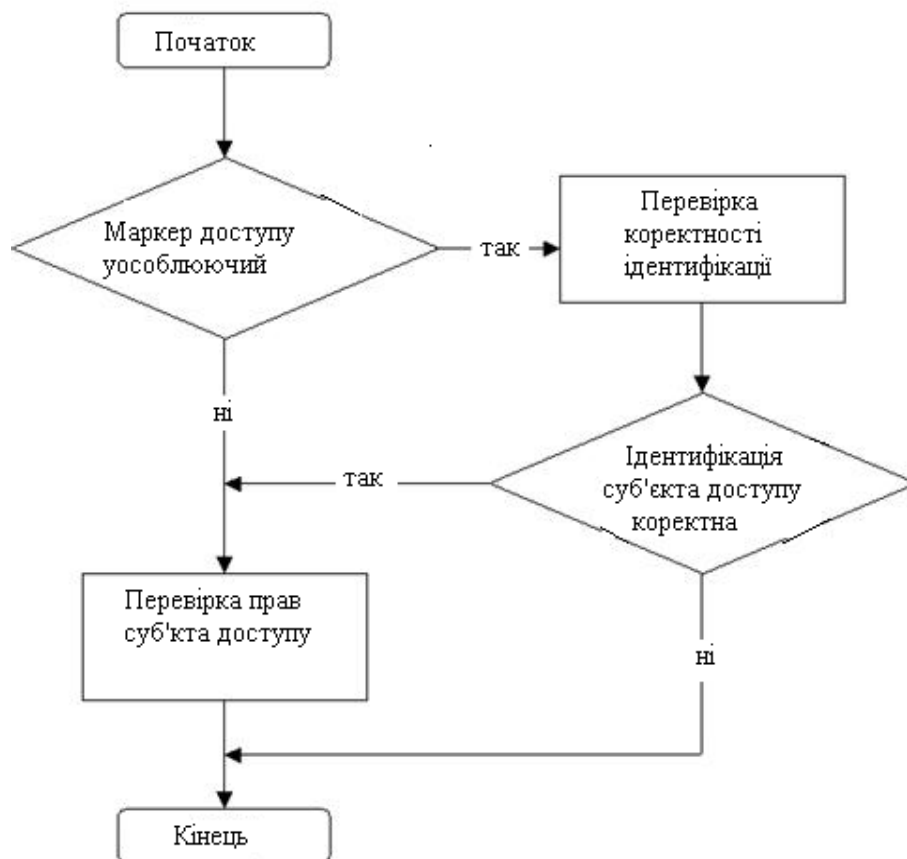 Початок
Маркер доступу
уособлюючий
так
Перевірка
коректності
ідентифікації
ні
Ідентифікація
суб'єкта доступу
коректна
так
Перевірка прав
суб'кта доступу
ні
Кінець